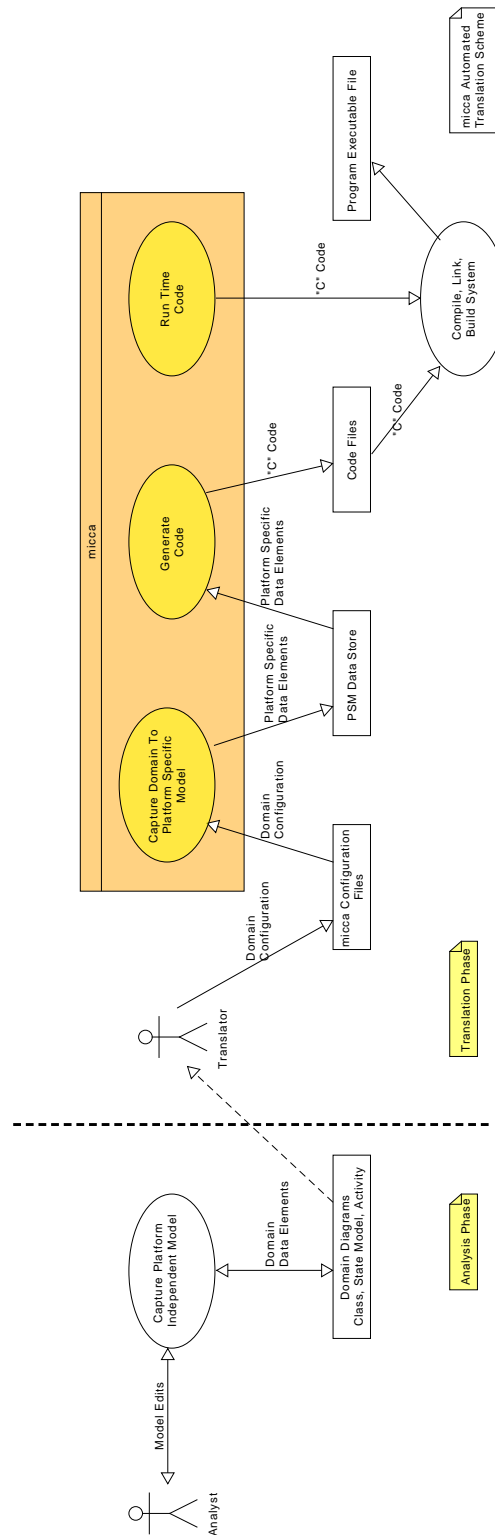 Analyst
Model Edits
Capture Platform
Independent Model
Domain
Data Elements
Domain Diagrams
Class, State Model, Activity
Analysis Phase
Translator
Translation Phase
Domain
Configuration
micca Configuration
Files
Domain
Configuration
micca
Capture Domain To
Platform Specific
Model
Platform Specific
Data Elements
PSM Data Store
Platform Specific
Data Elements
Generate
Code
"C" Code
Code Files
"C" Code
Run Time
Code
"C" Code
Compile, Link,
Build System
Program Executable File
micca Automated
Translation Scheme